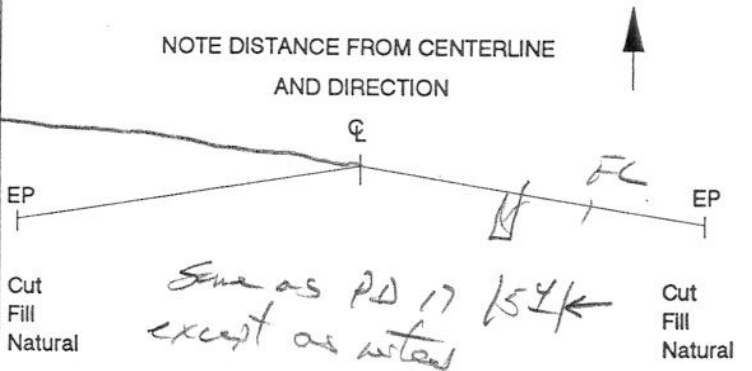 NOTE DISTANCE FROM CENTERLINE
AND DIRECTION
℄
FC
EP
EP
Cut
Fill
Natural
Same as PD 17
except as noted
Cut
Fill
Natural